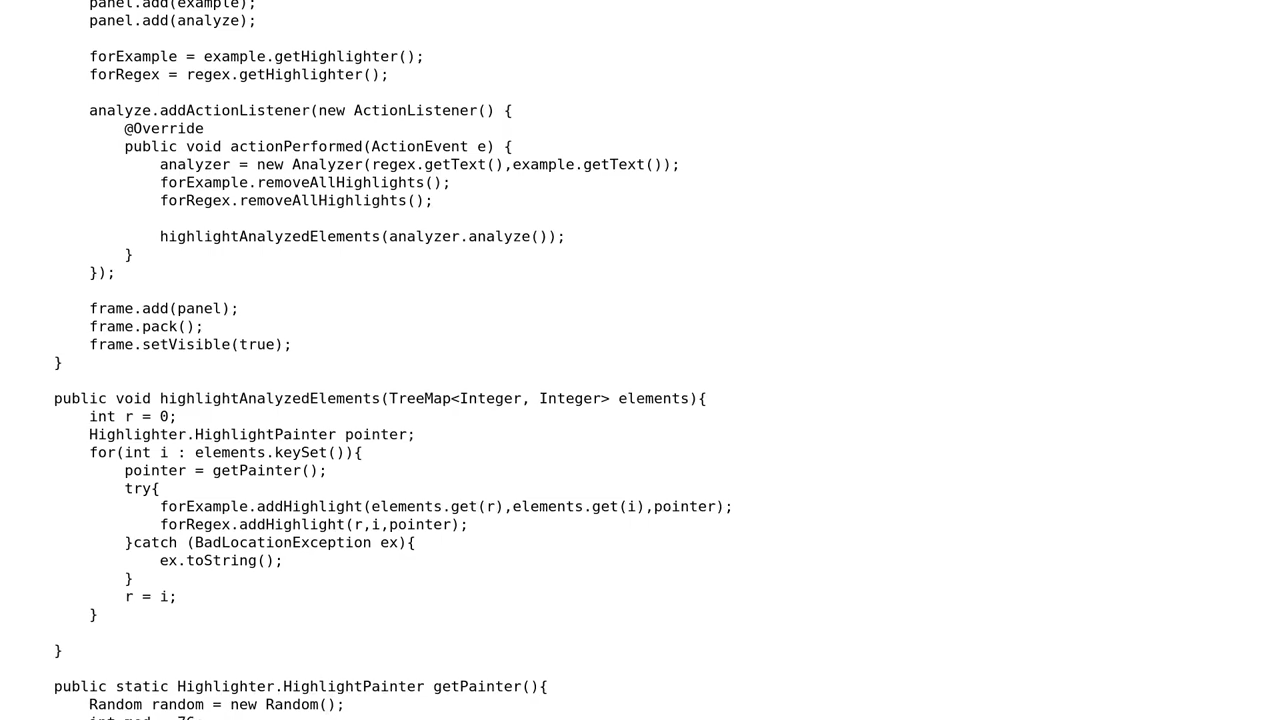 panel.add(example);
panel.add(analyze);
forExample = example.getHighlighter();
forRegex = regex.getHighlighter();
analyze.addActionListener(new ActionListener() {
@Override
public void actionPerformed(ActionEvent e) {
analyzer = new Analyzer(regex.getText(),example.getText());
forExample.removeAllHighlights();
forRegex.removeAllHighlights();
highlightAnalyzedElements(analyzer.analyze());
}
});
frame.add(panel);
frame.pack();
frame.setVisible(true);
}
public void highlightAnalyzedElements(TreeMap<Integer, Integer> elements){
int r = 0;
Highlighter.HighlightPainter pointer;
for(int i : elements.keySet()){
pointer = getPainter();
try{
forExample.addHighlight(elements.get(r),elements.get(i),pointer);
forRegex.addHighlight(r,i,pointer);
}catch (BadLocationException ex){
ex.toString();
}
r = i;
}
}
public static Highlighter.HighlightPainter getPainter(){
Random random = new Random();